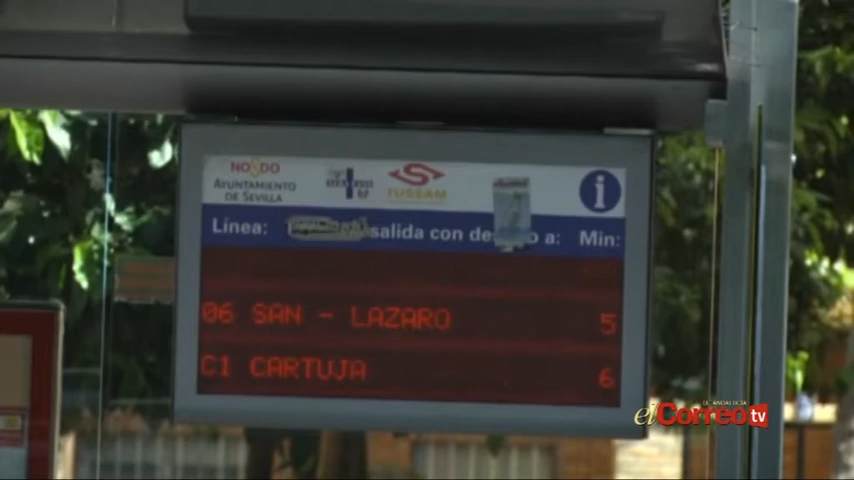 NO8DO
AYUNTAMIENTO
DE SEVILLA
TUSSAM
i
Línea: salida con a: Min:
06 SAN - LAZARO 5
C1 CARTUJA 6
DE ANDALUCÍA
elCorreo tv